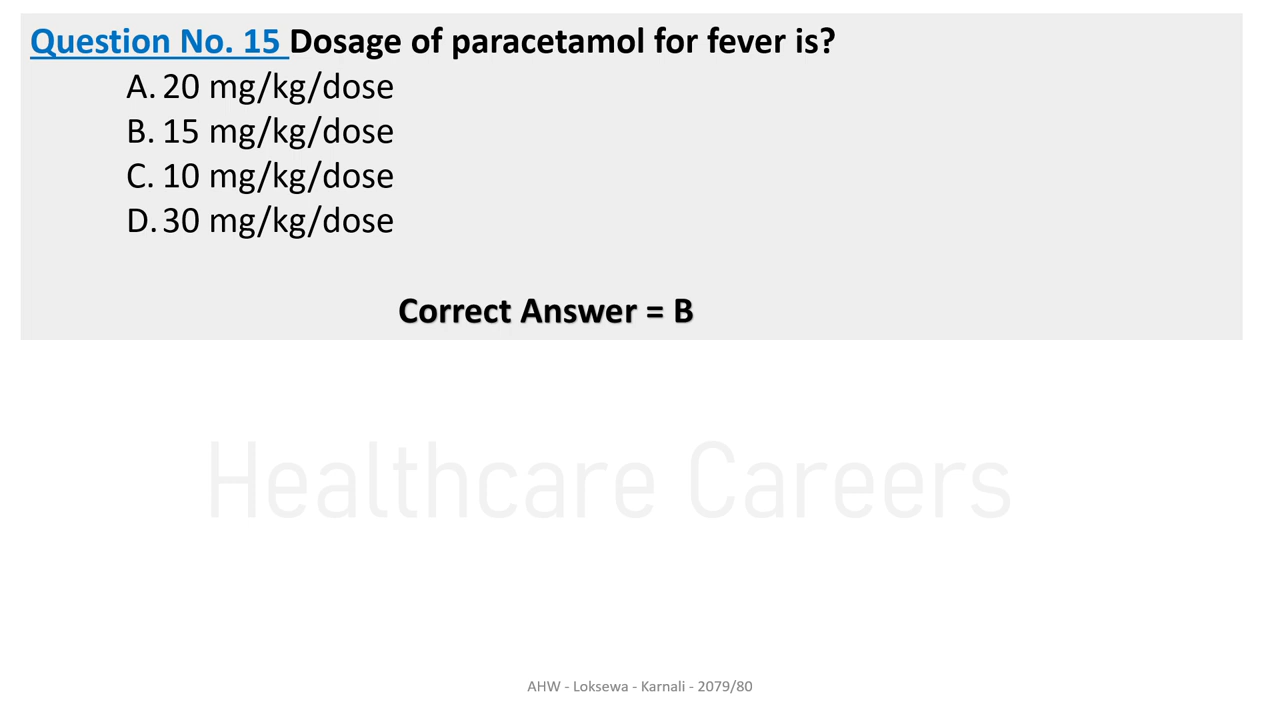 Question No. 15 Dosage of paracetamol for fever is?
A. 20 mg/kg/dose
B. 15 mg/kg/dose
C. 10 mg/kg/dose
D. 30 mg/kg/dose
Correct Answer = B
Healthcare Careers
AHW - Loksewa - Karnali - 2079/80